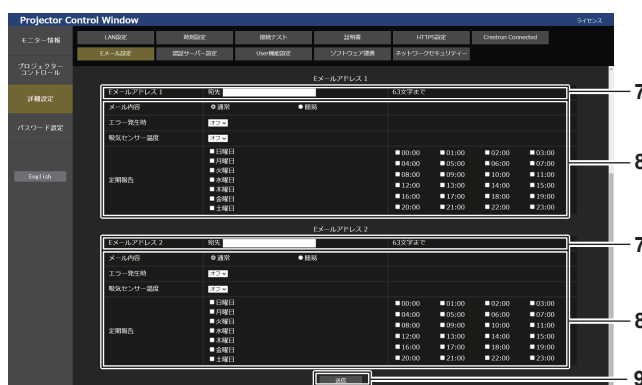 Projector Control Window
ライセンス
モニター情報
プロジェクター
コントロール
詳細設定
パスワード設定
English
LAN設定 時刻設定 接続テスト 証明書 HTTPS設定 Crestron Connected
Eメール設定 認証サーバー設定 User機能設定 ソフトウェア連携 ネットワークセキュリティー
Eメールアドレス 1
Eメールアドレス 1 宛先 63文字まで 7
メール内容 通常 簡易
エラー発生時 オフ
吸気センサー温度 オフ
定期報告 8
日曜日
月曜日
火曜日
水曜日
木曜日
金曜日
土曜日
00:00 01:00 02:00 03:00
04:00 05:00 06:00 07:00
08:00 09:00 10:00 11:00
12:00 13:00 14:00 15:00
16:00 17:00 18:00 19:00
20:00 21:00 22:00 23:00
Eメールアドレス 2
Eメールアドレス 2 宛先 63文字まで 7
メール内容 通常 簡易
エラー発生時 オフ
吸気センサー温度 オフ
定期報告 8
日曜日
月曜日
火曜日
水曜日
木曜日
金曜日
土曜日
00:00 01:00 02:00 03:00
04:00 05:00 06:00 07:00
08:00 09:00 10:00 11:00
12:00 13:00 14:00 15:00
16:00 17:00 18:00 19:00
20:00 21:00 22:00 23:00
送信 9